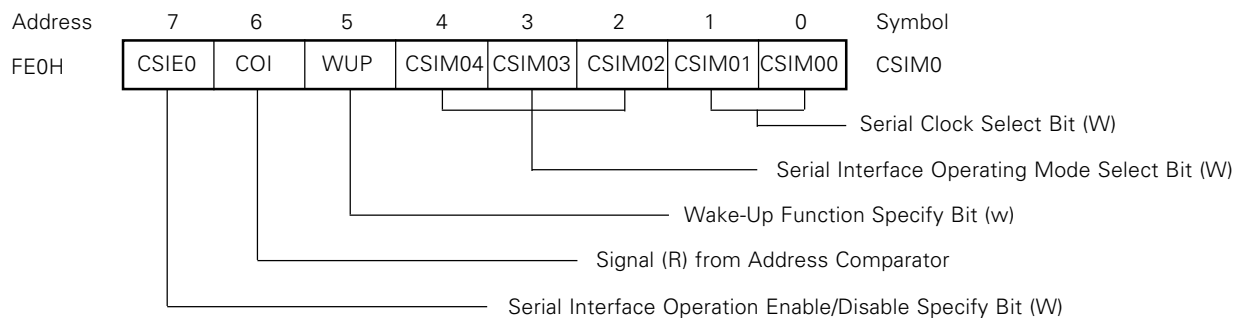 Address 7 6 5 4 3 2 1 0 Symbol
FE0H CSIE0 COI WUP CSIM04 CSIM03 CSIM02 CSIM01 CSIM00 CSIM0
Serial Clock Select Bit (W)
Serial Interface Operating Mode Select Bit (W)
Wake-Up Function Specify Bit (w)
Signal (R) from Address Comparator
Serial Interface Operation Enable/Disable Specify Bit (W)